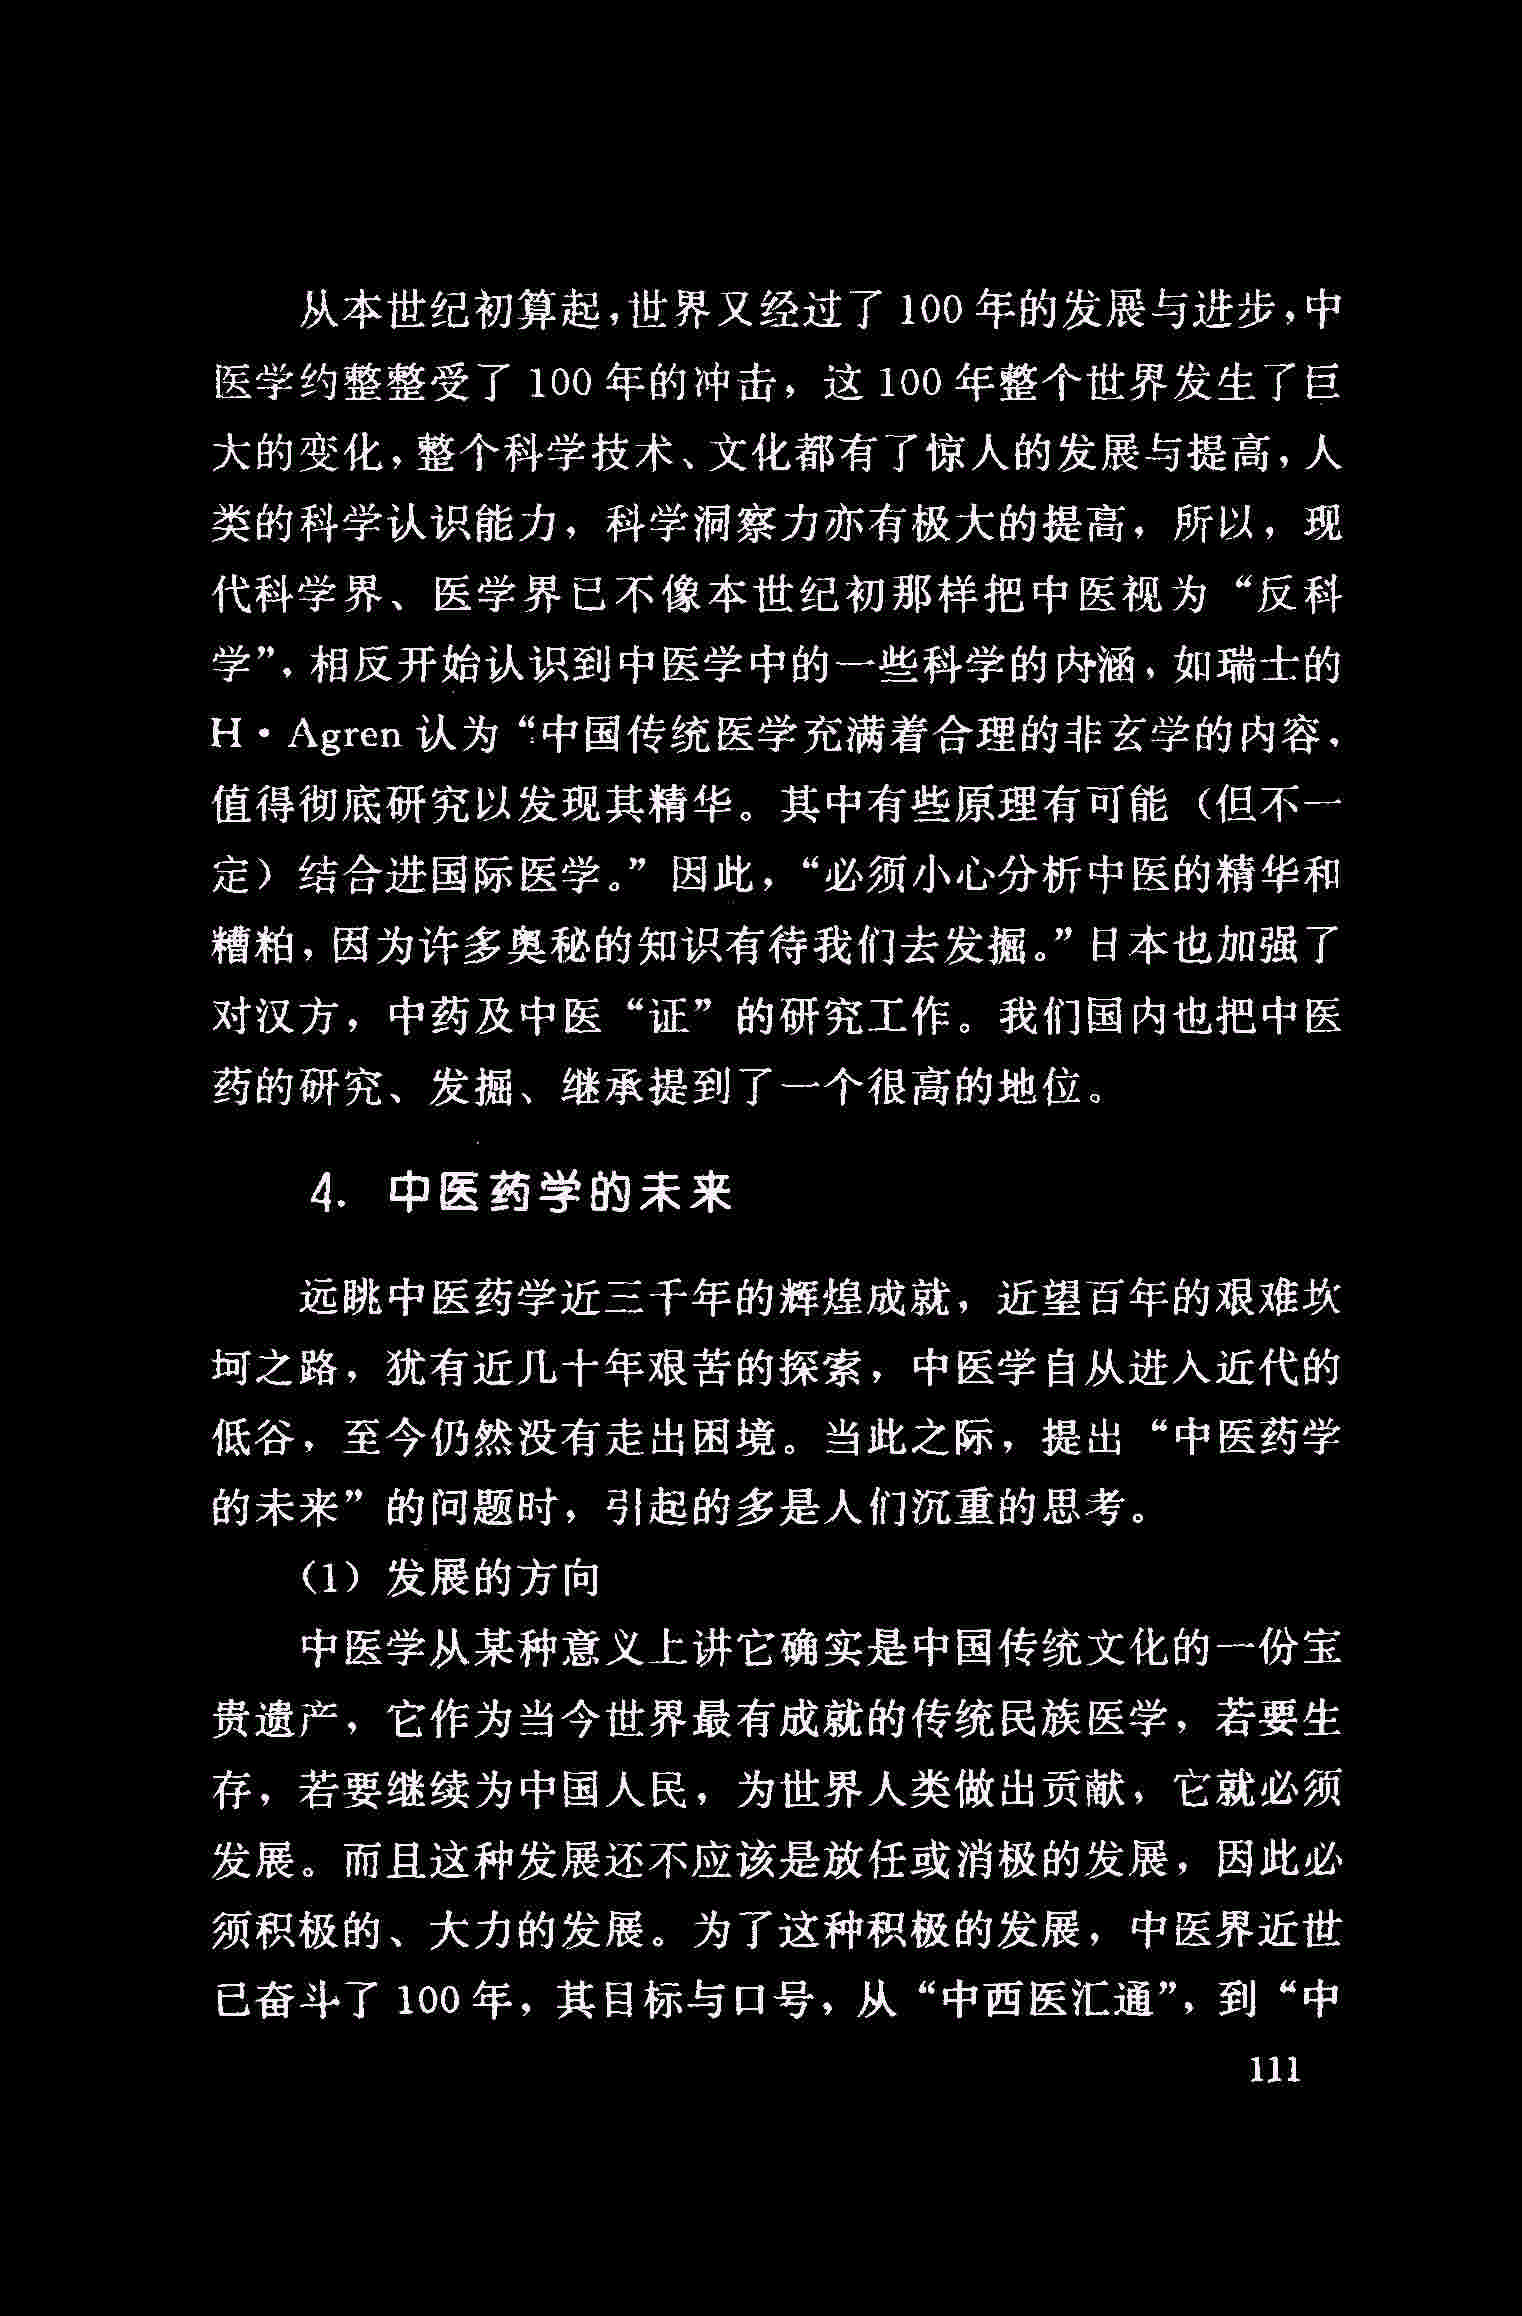 从本世纪初算起,世界又经过了 100 年的发展与进步,中
医学约整整受了 100 年的冲击，这 100 年整个世界发生了巨
大的变化,整个科学技术、文化都有了惊人的发展与提高,人
类的科学认识能力，科学洞察力亦有极大的提高，所以，现
代科学界、医学界已不像本世纪初那样把中医视为“反科
学”，相反开始认识到中医学中的一些科学的内涵，如瑞士的
H·Agren 认为“中国传统医学充满着合理的非玄学的内容，
值得彻底研究以发现其精华。其中有些原理有可能（但不一
定）结合进国际医学。”因此，“必须小心分析中医的精华和
糟粕，因为许多奥秘的知识有待我们去发掘。”日本也加强了
对汉方，中药及中医“证”的研究工作。我们国内也把中医
药的研究、发掘、继承提到了一个很高的地位。
4. 中医药学的未来
远眺中医药学近三千年的辉煌成就，近望百年的艰难坎
坷之路，犹有近几十年艰苦的探索，中医学自从进入近代的
低谷，至今仍然没有走出困境。当此之际，提出“中医药学
的未来”的问题时，引起的多是人们沉重的思考。
（1）发展的方向
中医学从某种意义上讲它确实是中国传统文化的一份宝
贵遗产，它作为当今世界最有成就的传统民族医学，若要生
存，若要继续为中国人民，为世界人类做出贡献，它就必须
发展。而且这种发展还不应该是放任或消极的发展，因此必
须积极的、大力的发展。为了这种积极的发展，中医界近世
已奋斗了 100 年，其目标与口号，从“中西医汇通”，到“中
111